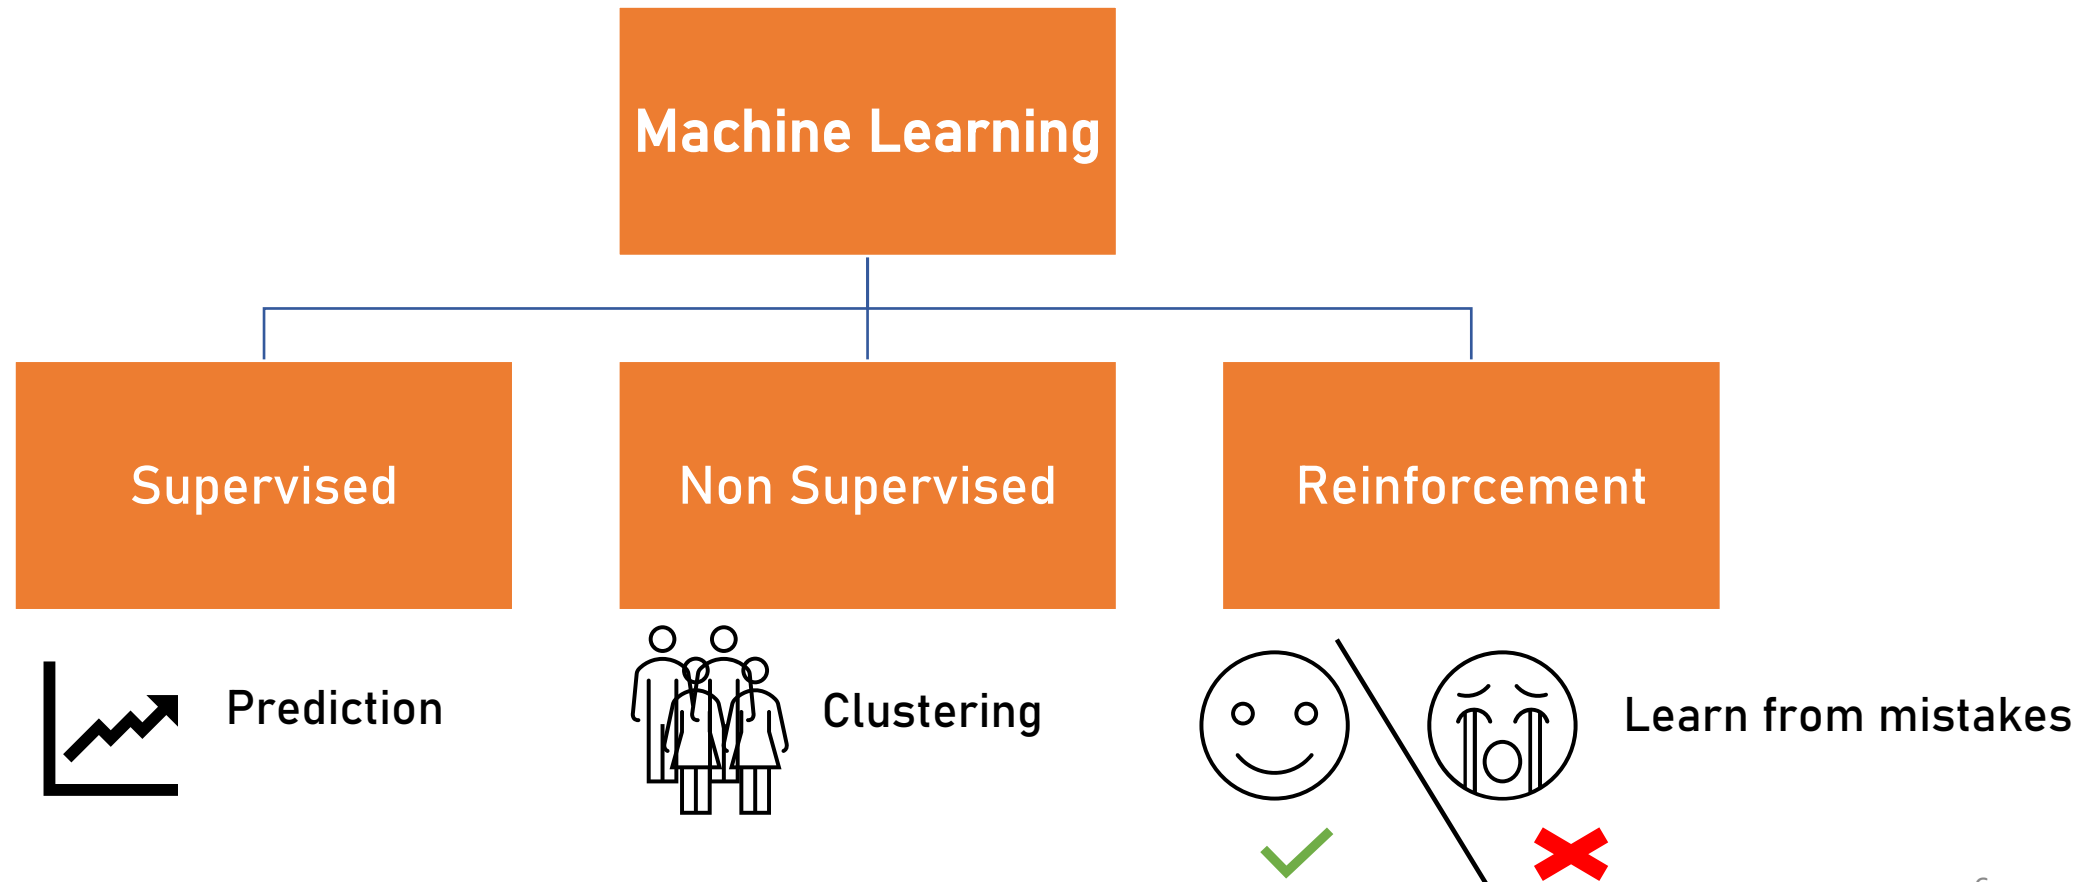 Machine Learning
Supervised
Non Supervised
Reinforcement
Prediction
Clustering
Learn from mistakes